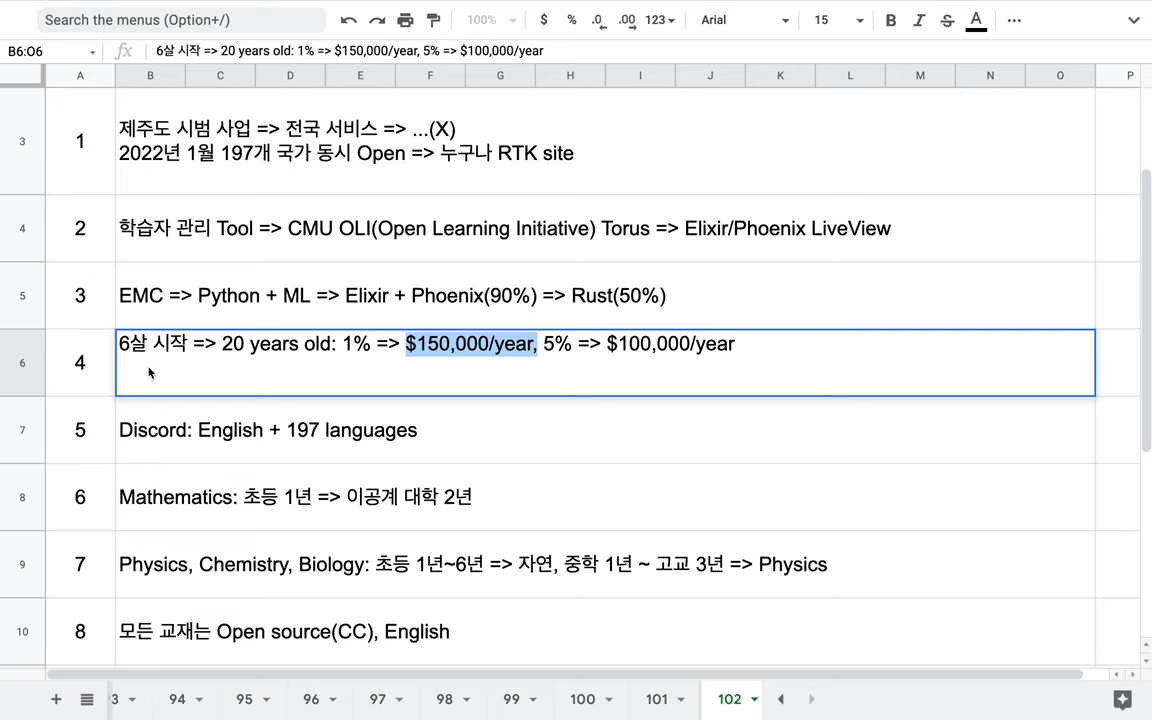 Search the menus (Option+/)
100%
$ % .0 .00 123
Arial
15
B I S A
B6:O6
fx
6살 시작 => 20 years old: 1% => $150,000/year, 5% => $100,000/year
A B C D E F G H I J K L M N O P
3
1
제주도 시범 사업 => 전국 서비스 => ...(X)
2022년 1월 197개 국가 동시 Open => 누구나 RTK site
4
2
학습자 관리 Tool => CMU OLI(Open Learning Initiative) Torus => Elixir/Phoenix LiveView
5
3
EMC => Python + ML => Elixir + Phoenix(90%) => Rust(50%)
6
4
6살 시작 => 20 years old: 1% => $150,000/year, 5% => $100,000/year
7
5
Discord: English + 197 languages
8
6
Mathematics: 초등 1년 => 이공계 대학 2년
9
7
Physics, Chemistry, Biology: 초등 1년~6년 => 자연, 중학 1년 ~ 고교 3년 => Physics
10
8
모든 교재는 Open source(CC), English
3 94 95 96 97 98 99 100 101 102